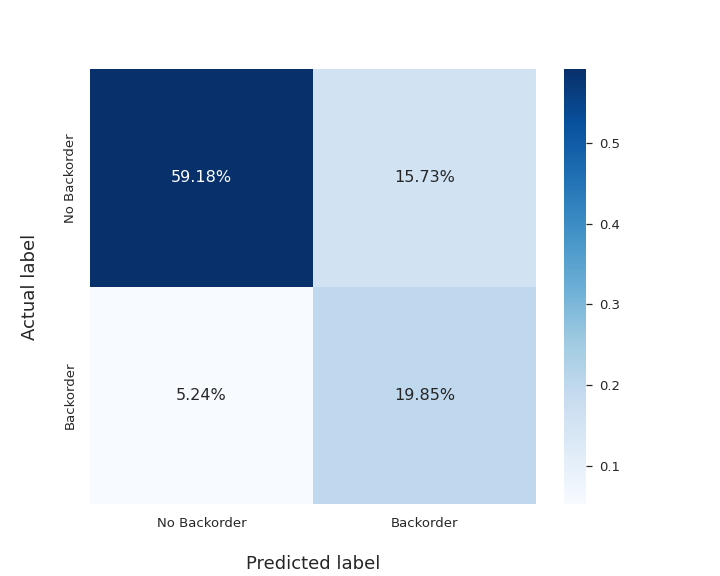 No Backorder
59.18%
15.73%
Backorder
5.24%
19.85%
Actual label
No Backorder
Backorder
Predicted label
0.5
0.4
0.3
0.2
0.1